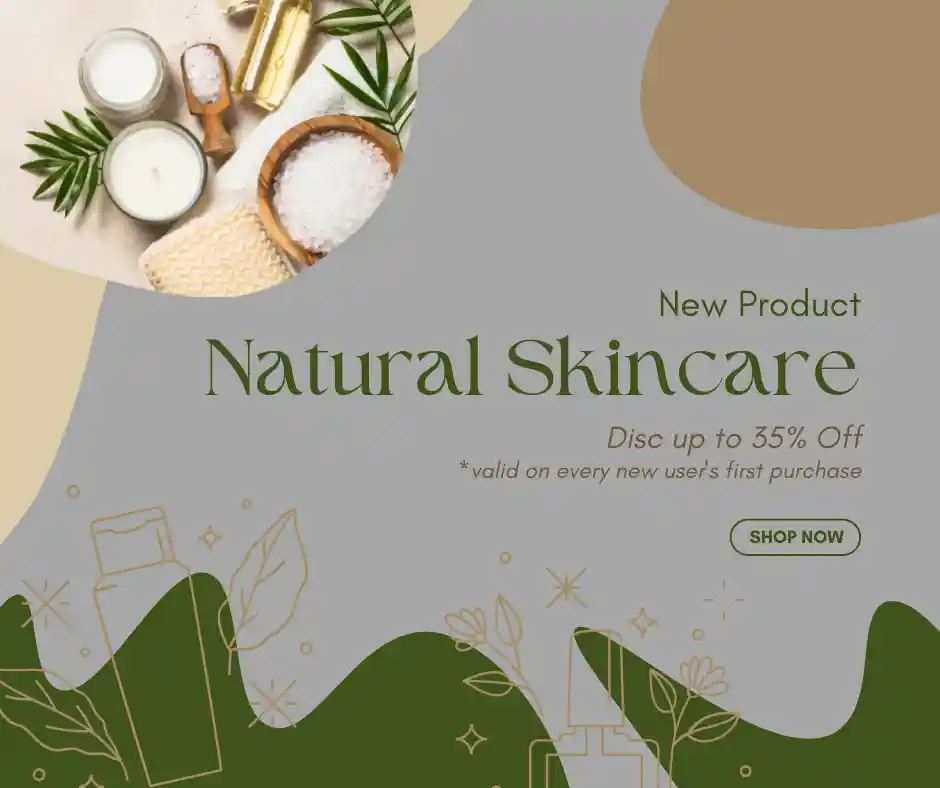 New Product
Natural Skincare
Disc up to 35% Off
*valid on every new user's first purchase
SHOP NOW